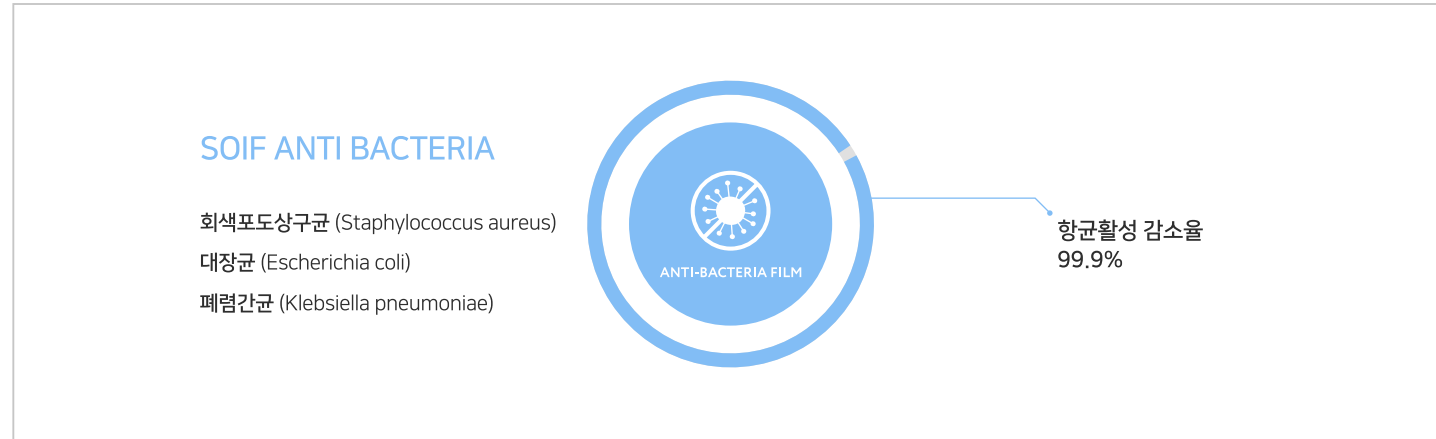 SOIF ANTI BACTERIA
회색포도상구균 (Staphylococcus aureus)
대장균 (Escherichia coli)
폐렴간균 (Klebsiella pneumoniae)
ANTI-BACTERIA FILM
항균활성 감소율
99.9%